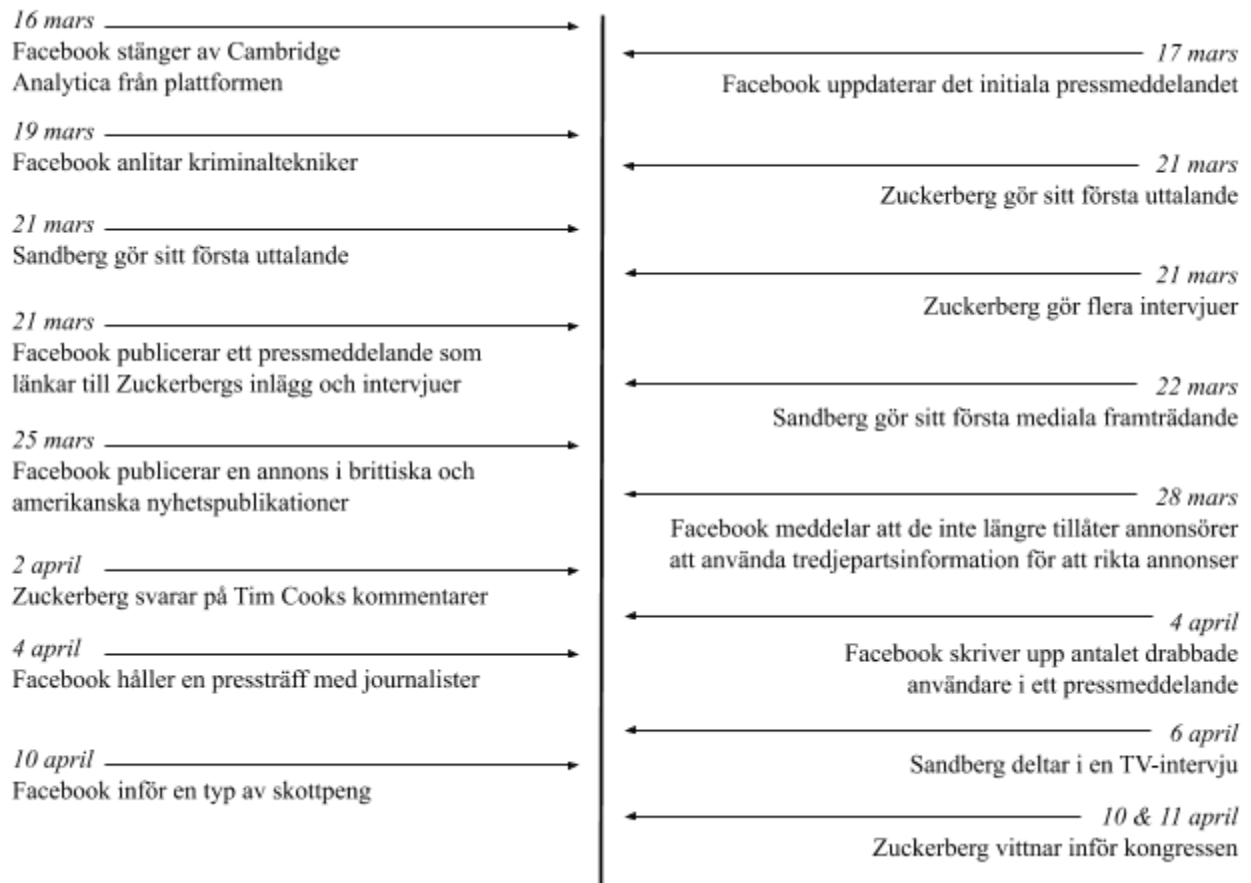 16 mars
Facebook stänger av Cambridge
Analytica från plattformen
17 mars
Facebook uppdaterar det initiala pressmeddelandet
19 mars
Facebook anlitar kriminaltekniker
21 mars
Zuckerberg gör sitt första uttalande
21 mars
Sandberg gör sitt första uttalande
21 mars
Zuckerberg gör flera intervjuer
21 mars
Facebook publicerar ett pressmeddelande som
länkar till Zuckerbergs inlägg och intervjuer
22 mars
Sandberg gör sitt första mediala framträdande
25 mars
Facebook publicerar en annons i brittiska och
amerikanska nyhetspublikationer
28 mars
Facebook meddelar att de inte längre tillåter annonsörer
att använda tredjepartsinformation för att rikta annonser
2 april
Zuckerberg svarar på Tim Cooks kommentarer
4 april
Facebook skriver upp antalet drabbade
användare i ett pressmeddelande
4 april
Facebook håller en pressträff med journalister
6 april
Sandberg deltar i en TV-intervju
10 april
Facebook inför en typ av skottpeng
10 & 11 april
Zuckerberg vittnar inför kongressen